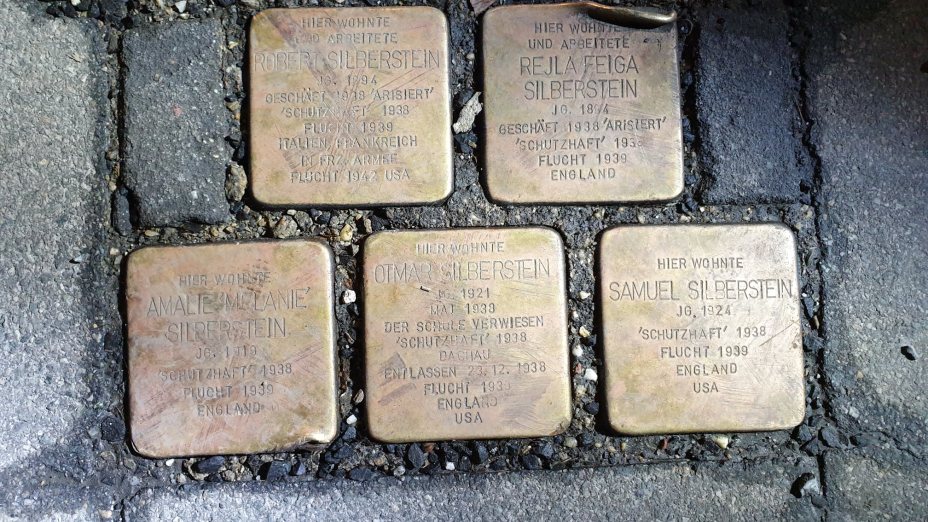 HIER WOHNTE
UND ARBEITETE
ROBERT SILBERSTEIN
JG. 1894
GESCHÄFT 1938 'ARISIERT'
'SCHUTZHAFT' 1938
FLUCHT 1939
ITALIEN/FRANKREICH
IN FRZ. ARMEE
FLUCHT 1942 USA
HIER WOHNTE
UND ARBEITETE
REJLA FEIGA
SILBERSTEIN
JG. 1894
GESCHÄFT 1938 'ARISIERT'
'SCHUTZHAFT' 1938
FLUCHT 1939
ENGLAND
HIER WOHNTE
AMALIE 'MELANIE'
SILBERSTEIN
JG. 1919
'SCHUTZHAFT' 1938
FLUCHT 1939
ENGLAND
HIER WOHNTE
OTMAR SILBERSTEIN
JG. 1921
MAI 1938
DER SCHULE VERWIESEN
'SCHUTZHAFT' 1938
DACHAU
ENTLASSEN 23.12.1938
FLUCHT 1939
ENGLAND
USA
HIER WOHNTE
SAMUEL SILBERSTEIN
JG. 1924
'SCHUTZHAFT' 1938
FLUCHT 1939
ENGLAND
USA